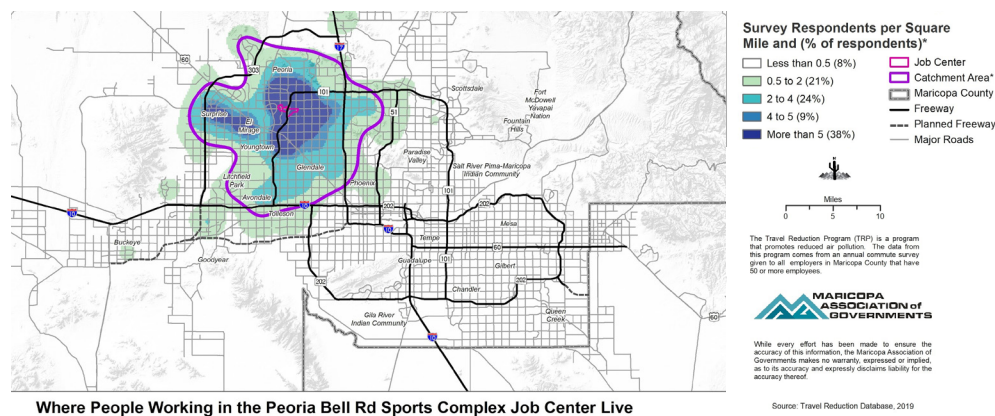 Survey Respondents per Square
Mile and (% of respondents)*
Less than 0.5 (8%)
0.5 to 2 (21%)
2 to 4 (24%)
4 to 5 (9%)
More than 5 (38%)
Job Center
Catchment Area*
Maricopa County
Freeway
Planned Freeway
Major Roads
Miles
0 5 10
The Travel Reduction Program (TRP) is a program
that promotes reduced air pollution. The data from
this program comes from an annual commute survey
given to all employers in Maricopa County that have
50 or more employees.
MARICOPA
ASSOCIATION of
GOVERNMENTS
While every effort has been made to ensure the
accuracy of this information, the Maricopa Association of
Governments makes no warranty, expressed or implied,
as to its accuracy and expressly disclaims liability for the
accuracy thereof.
Source: Travel Reduction Database, 2019
17
60
303
Peoria
101
Scottsdale
Fort
McDowell
Yavapai
Nation
Surprise
El
Mirage
51
Fountain
Hills
Youngtown
Paradise
Valley
Glendale
Salt River Pima-Maricopa
Indian Community
Litchfield
Park
Phoenix
101
Avondale
10
10
202
202
Tolleson
Mesa
10
Buckeye
Tempe
60
Goodyear
Guadalupe
101
Gilbert
202
202
Chandler
Gila River
Indian Community
Queen
Creek
60
10
Where People Working in the Peoria Bell Rd Sports Complex Job Center Live